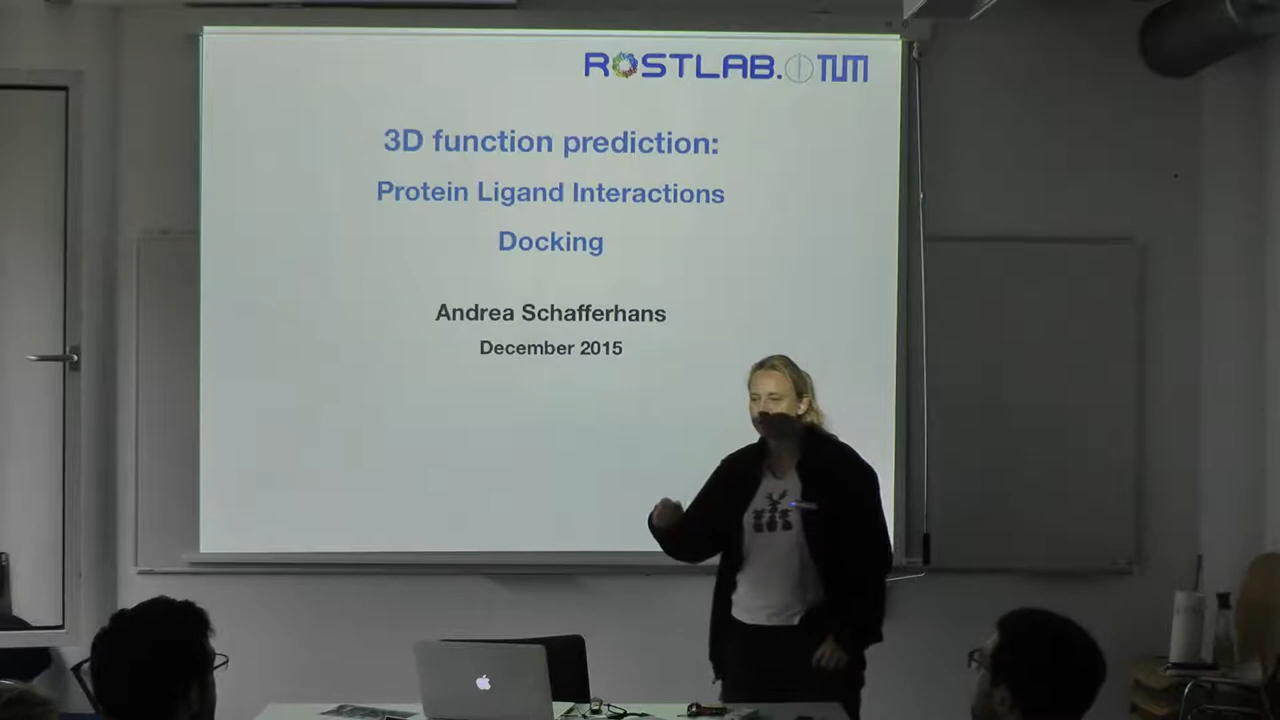 ROSTLAB. TUM
3D function prediction:
Protein Ligand Interactions
Docking
Andrea Schafferhans
December 2015